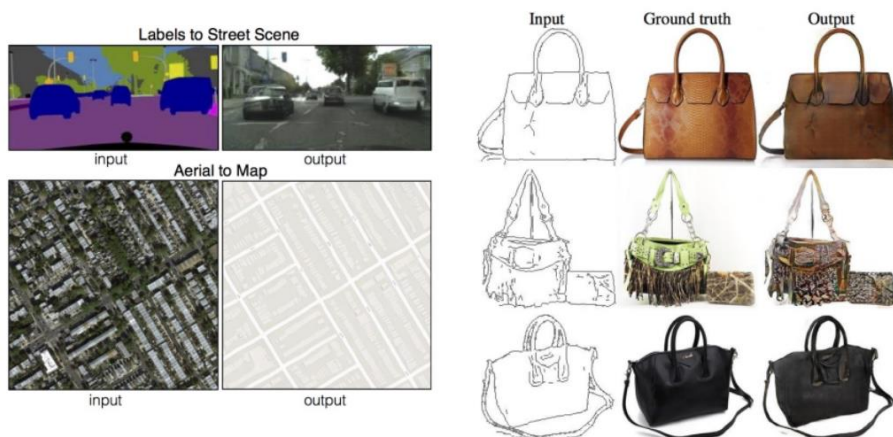 Labels to Street Scene
input
output
Aerial to Map
input
output
Input
Ground truth
Output